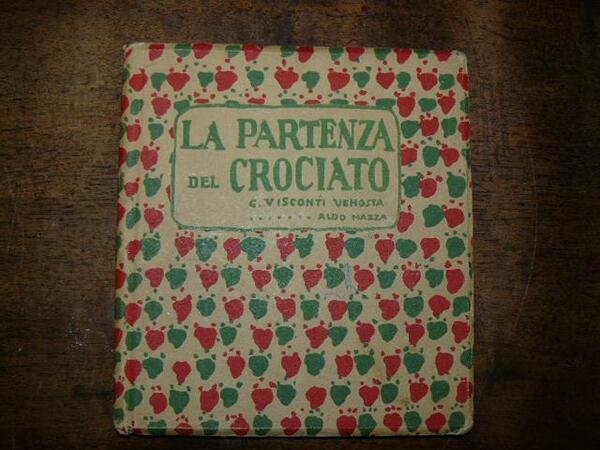 LA PARTENZA
DEL CROCIATO
G. VISCONTI VENOSTA
....... ALDO MAZZA